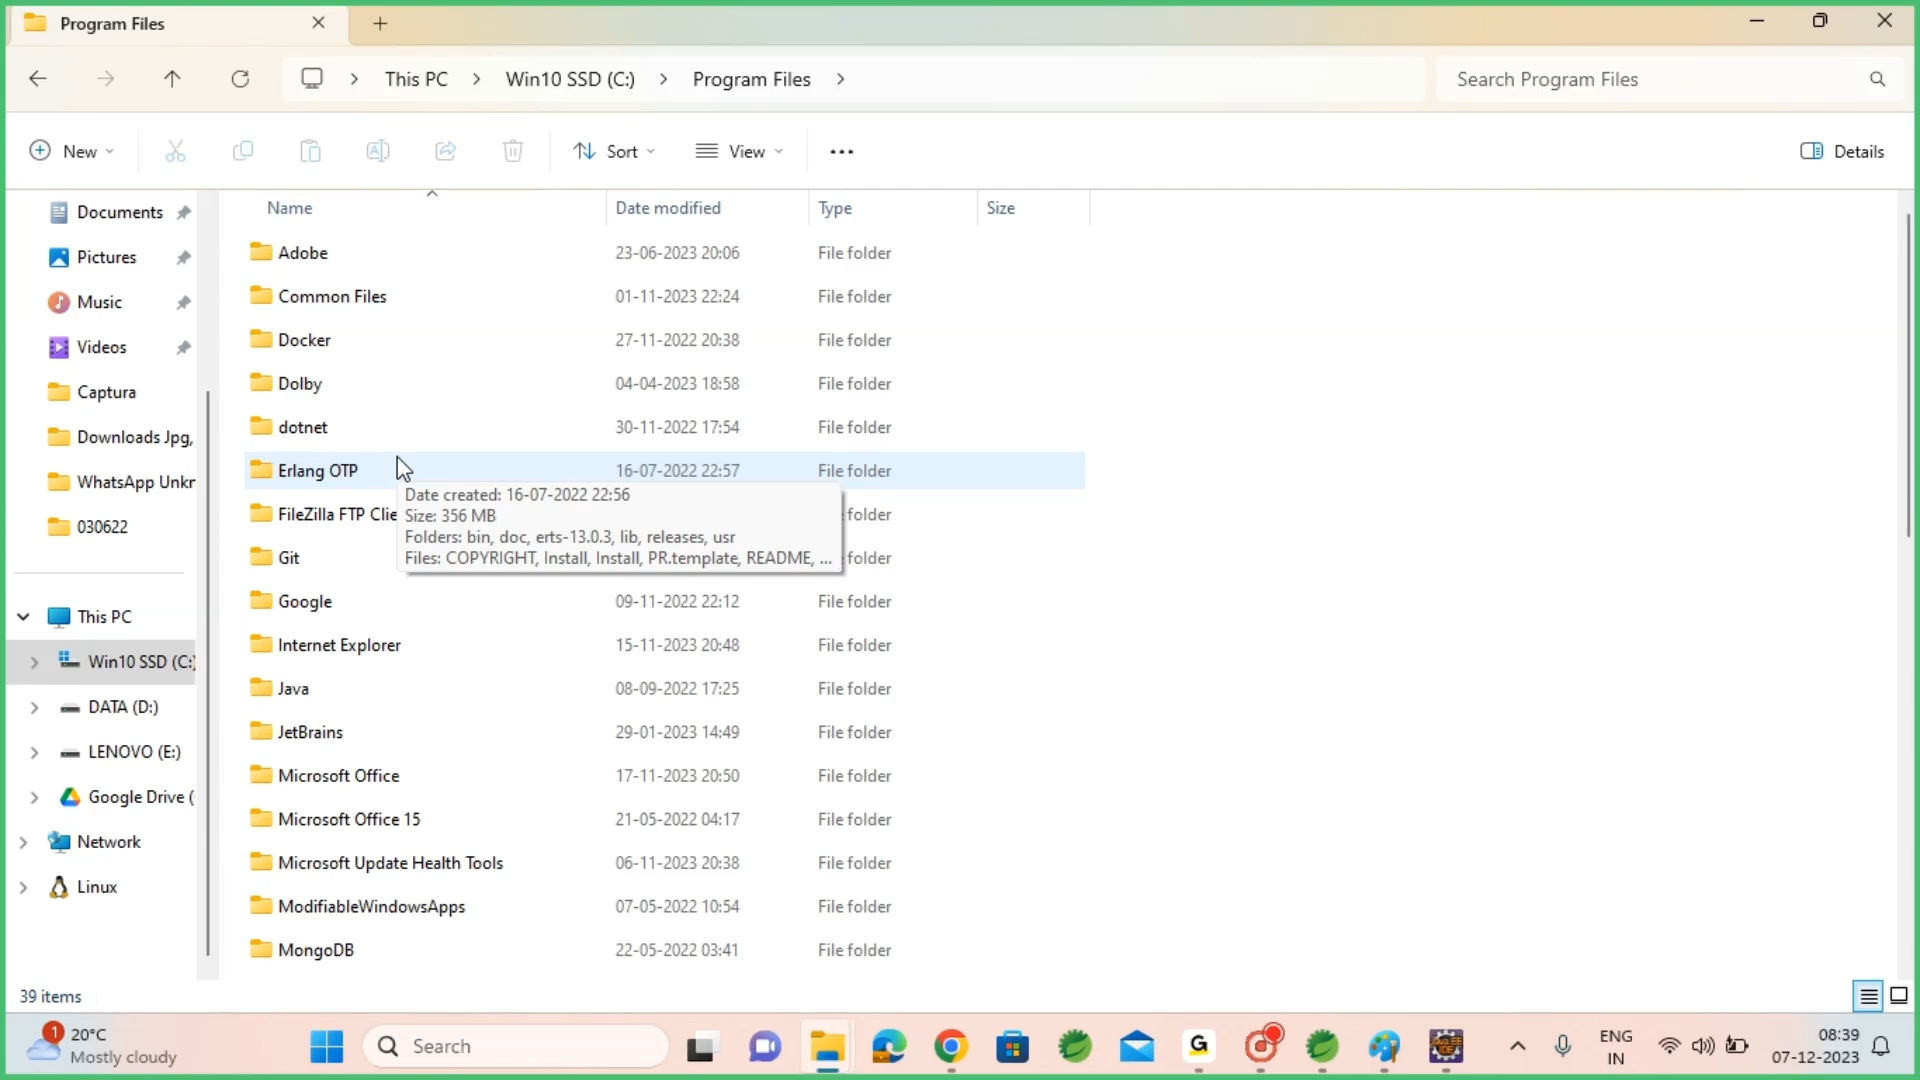 Program Files
This PC
Win10 SSD (C:)
Program Files
Search Program Files
New
Sort
View
Details
Documents
Pictures
Music
Videos
Captura
Downloads Jpg,
WhatsApp Unkr
030622
This PC
Win10 SSD (C:)
DATA (D:)
LENOVO (E:)
Google Drive (
Network
Linux
Name Date modified Type Size
Adobe 23-06-2023 20:06 File folder
Common Files 01-11-2023 22:24 File folder
Docker 27-11-2022 20:38 File folder
Dolby 04-04-2023 18:58 File folder
dotnet 30-11-2022 17:54 File folder
Erlang OTP 16-07-2022 22:57 File folder
Date created: 16-07-2022 22:56
Size: 356 MB
Folders: bin, doc, erts-13.0.3, lib, releases, usr
Files: COPYRIGHT, Install, Install, PR.template, README, ...
FileZilla FTP Clie folder
Git folder
Google 09-11-2022 22:12 File folder
Internet Explorer 15-11-2023 20:48 File folder
Java 08-09-2022 17:25 File folder
JetBrains 29-01-2023 14:49 File folder
Microsoft Office 17-11-2023 20:50 File folder
Microsoft Office 15 21-05-2022 04:17 File folder
Microsoft Update Health Tools 06-11-2023 20:38 File folder
ModifiableWindowsApps 07-05-2022 10:54 File folder
MongoDB 22-05-2022 03:41 File folder
39 items
1
20°C
Mostly cloudy
Search
G
ENG
IN
08:39
07-12-2023